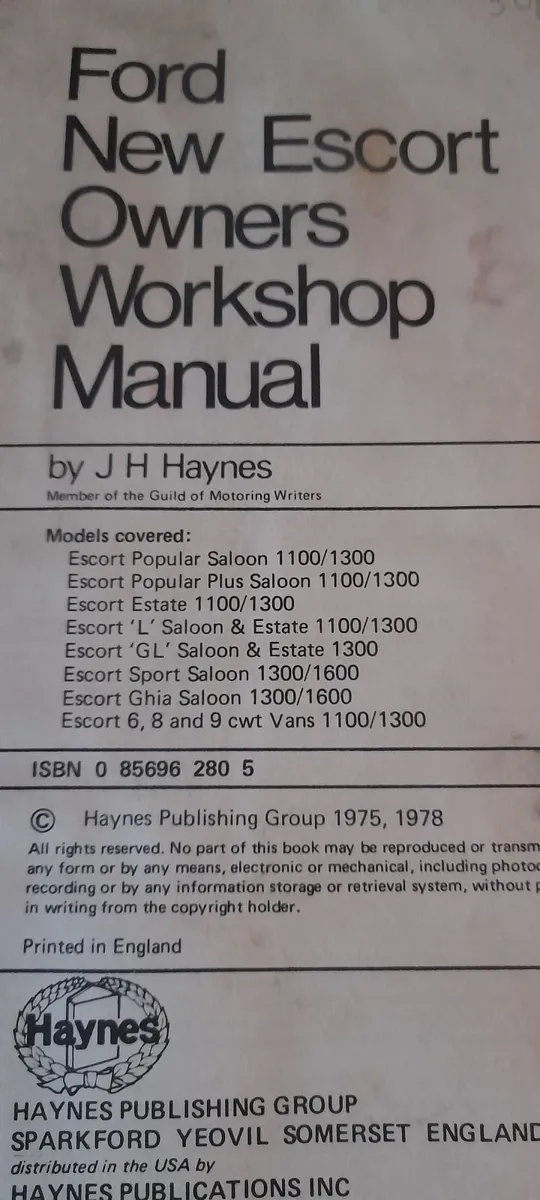 Ford
New Escort
Owners
Workshop
Manual
by J H Haynes
Member of the Guild of Motoring Writers
Models covered:
Escort Popular Saloon 1100/1300
Escort Popular Plus Saloon 1100/1300
Escort Estate 1100/1300
Escort 'L' Saloon & Estate 1100/1300
Escort 'GL' Saloon & Estate 1300
Escort Sport Saloon 1300/1600
Escort Ghia Saloon 1300/1600
Escort 6, 8 and 9 cwt Vans 1100/1300
ISBN 0 85696 280 5
© Haynes Publishing Group 1975, 1978
All rights reserved. No part of this book may be reproduced or transm
any form or by any means, electronic or mechanical, including photoc
recording or by any information storage or retrieval system, without p
in writing from the copyright holder.
Printed in England
Haynes
HAYNES PUBLISHING GROUP
SPARKFORD YEOVIL SOMERSET ENGLAND
distributed in the USA by
HAYNES PUBLICATIONS INC